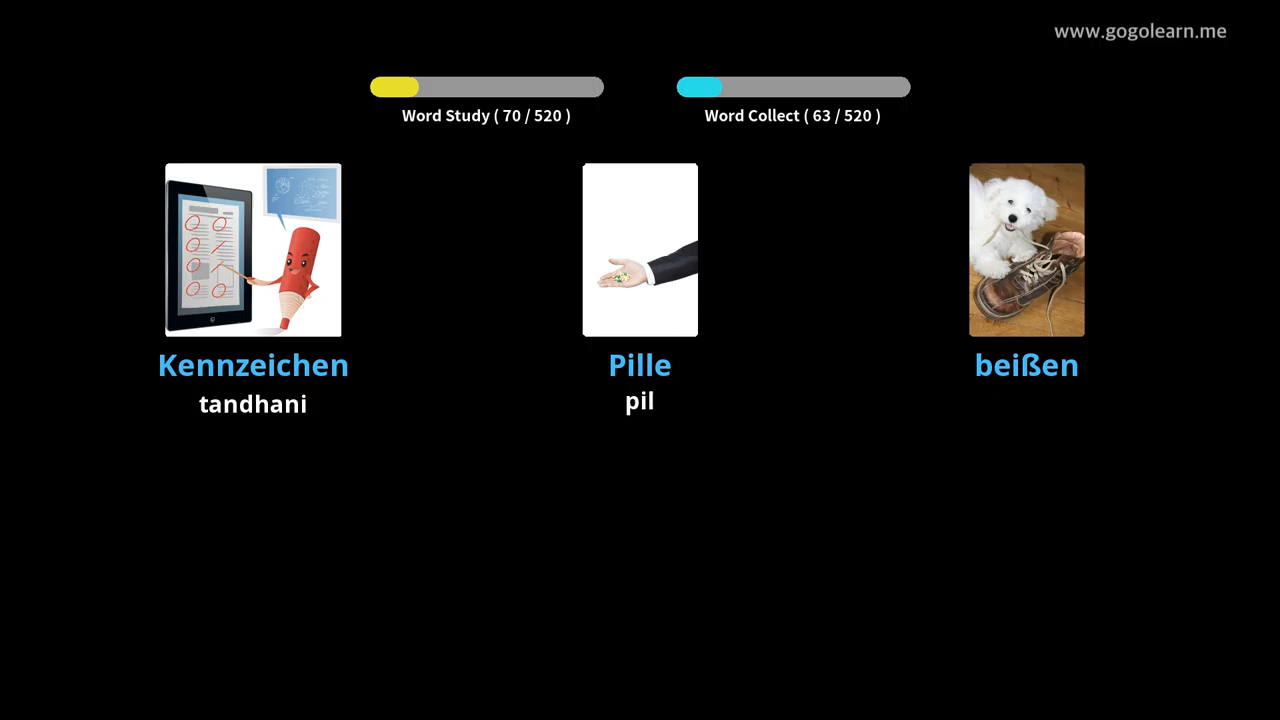 www.gogolearn.me
Word Study ( 70 / 520 )
Word Collect ( 63 / 520 )
Kennzeichen
tandhani
Pille
pil
beißen